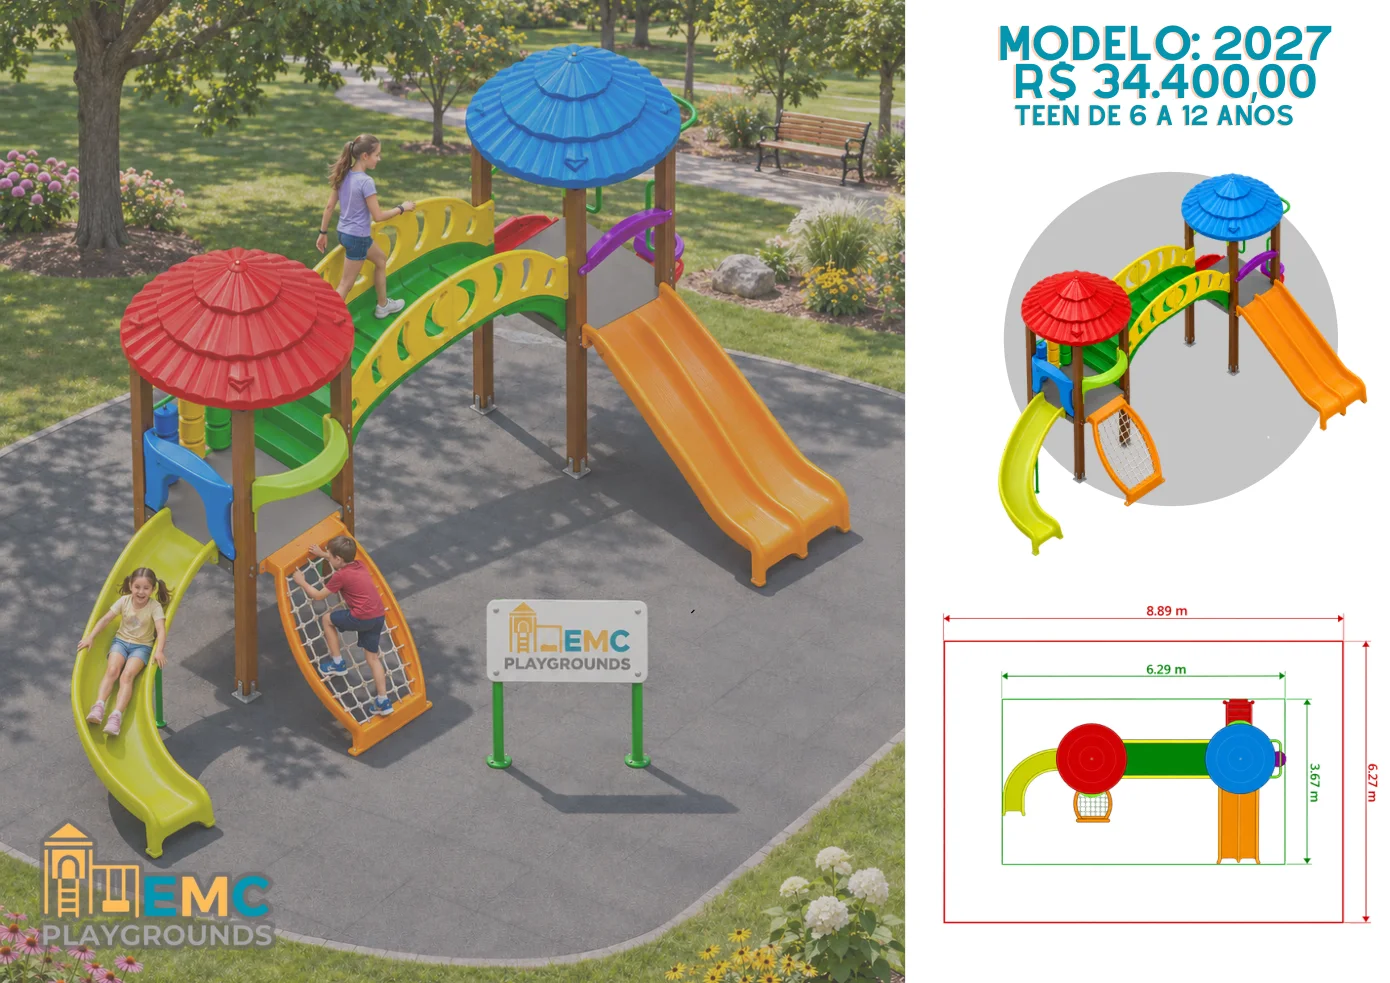 MODELO: 2027
R$ 34.400,00
TEEN DE 6 A 12 ANOS
EMC
PLAYGROUNDS
EMC
PLAYGROUNDS
8.89 m
6.29 m
3.67 m
6.27 m